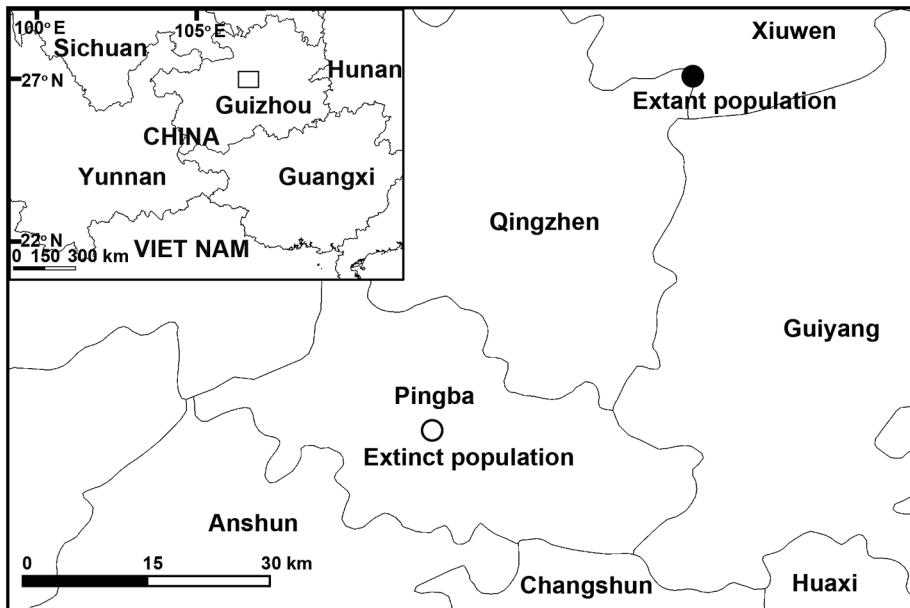 100° E
105° E
Sichuan
Hunan
27° N
Guizhou
CHINA
Yunnan
Guangxi
22° N
VIET NAM
0 150 300 km
Xiuwen
Extant population
Qingzhen
Guiyang
Pingba
Extinct population
Anshun
0 15 30 km
Changshun
Huaxi